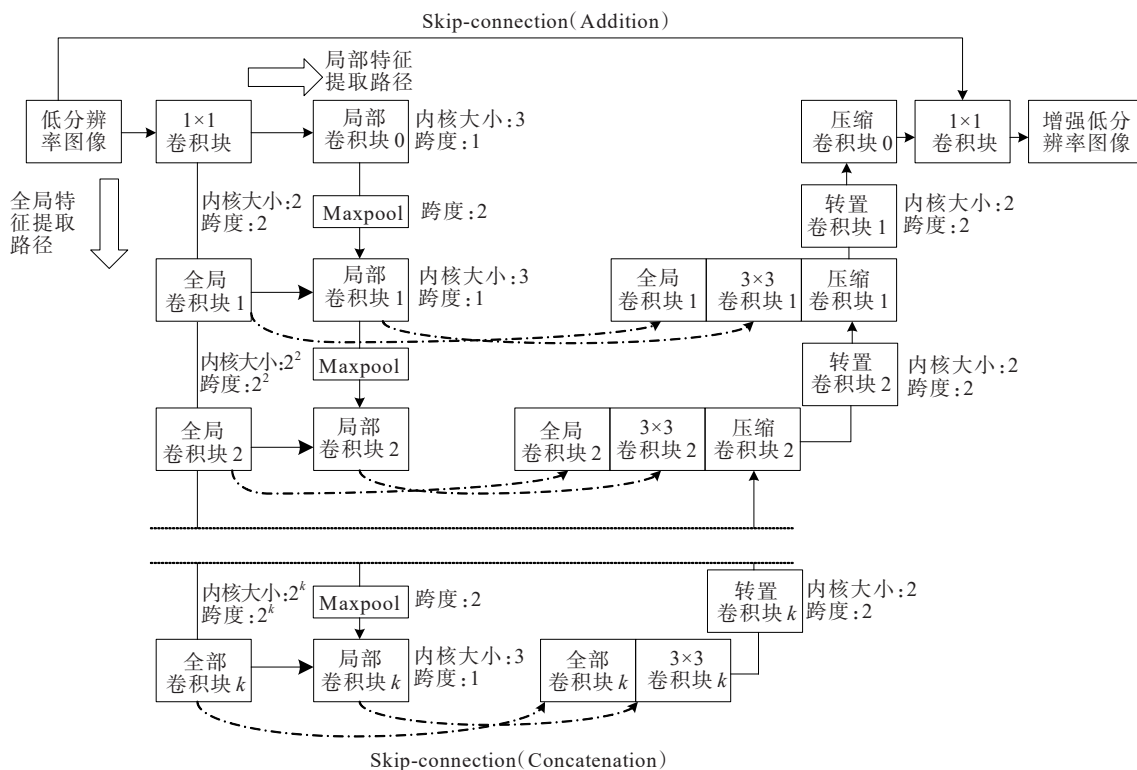 Skip-connection(Addition)
局部特征
提取路径
低分辨
率图像
1×1
卷积块
局部
卷积块0
内核大小:3
跨度:1
压缩
卷积块0
1×1
卷积块
增强低分
辨率图像
全局特
征提取
路径
内核大小:2
跨度:2
Maxpool
跨度:2
转置
卷积块1
内核大小:2
跨度:2
全局
卷积块1
局部
卷积块1
内核大小:3
跨度:1
全局
卷积块1
3×3
卷积块1
压缩
卷积块1
内核大小:2²
跨度:2²
Maxpool
转置
卷积块2
内核大小:2
跨度:2
全局
卷积块2
局部
卷积块2
全局
卷积块2
3×3
卷积块2
压缩
卷积块2
内核大小:2ᵏ
跨度:2ᵏ
Maxpool
跨度:2
转置
卷积块k
内核大小:2
跨度:2
全部
卷积块k
局部
卷积块k
内核大小:3
跨度:1
全部
卷积块k
3×3
卷积块k
Skip-connection(Concatenation)